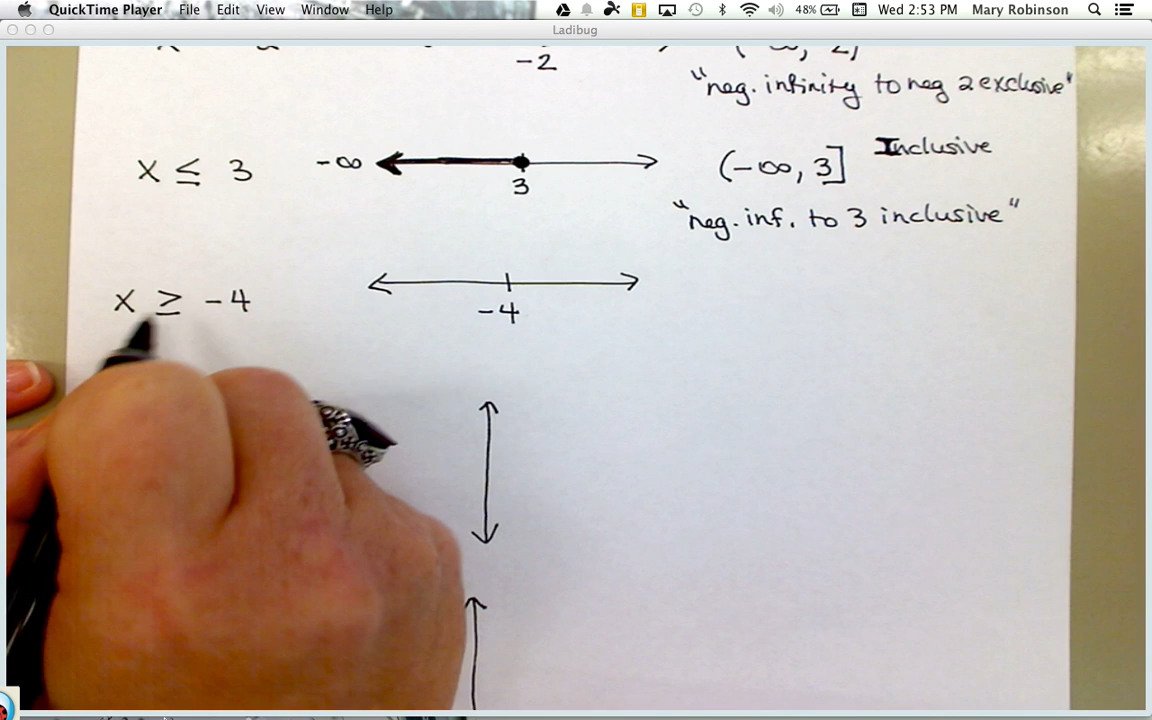 QuickTime Player File Edit View Window Help 48% Wed 2:53 PM Mary Robinson
Ladibug
-2
"neg. infinity to neg 2 exclusive"
x ≤ 3 -∞ 3 (-∞, 3] Inclusive
"neg. inf. to 3 inclusive"
x ≥ -4 -4